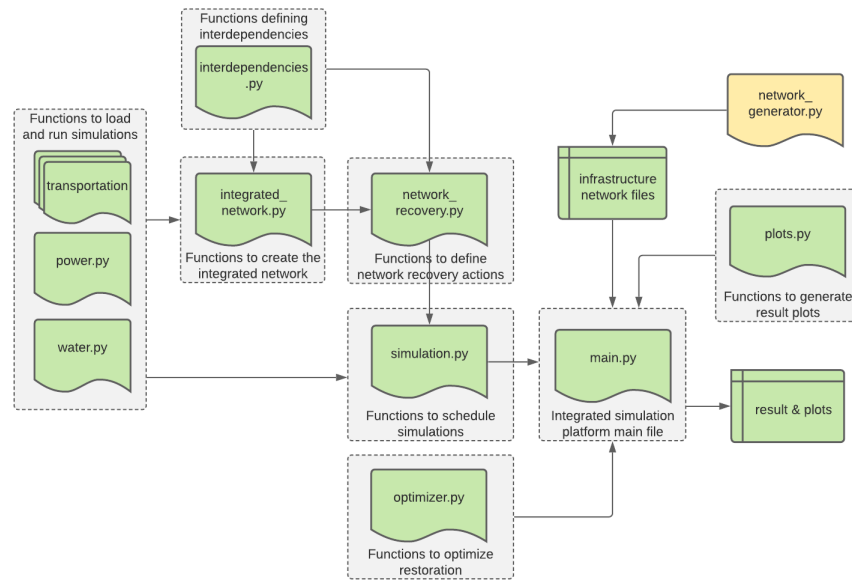 Functions defining
interdependencies
interdependencies
.py
Functions to load
and run simulations
transportation
power.py
water.py
integrated_
network.py
Functions to create the
integrated network
network_
recovery.py
Functions to define
network recovery actions
network_
generator.py
infrastructure
network files
plots.py
Functions to generate
result plots
simulation.py
Functions to schedule
simulations
main.py
Integrated simulation
platform main file
result & plots
optimizer.py
Functions to optimize
restoration